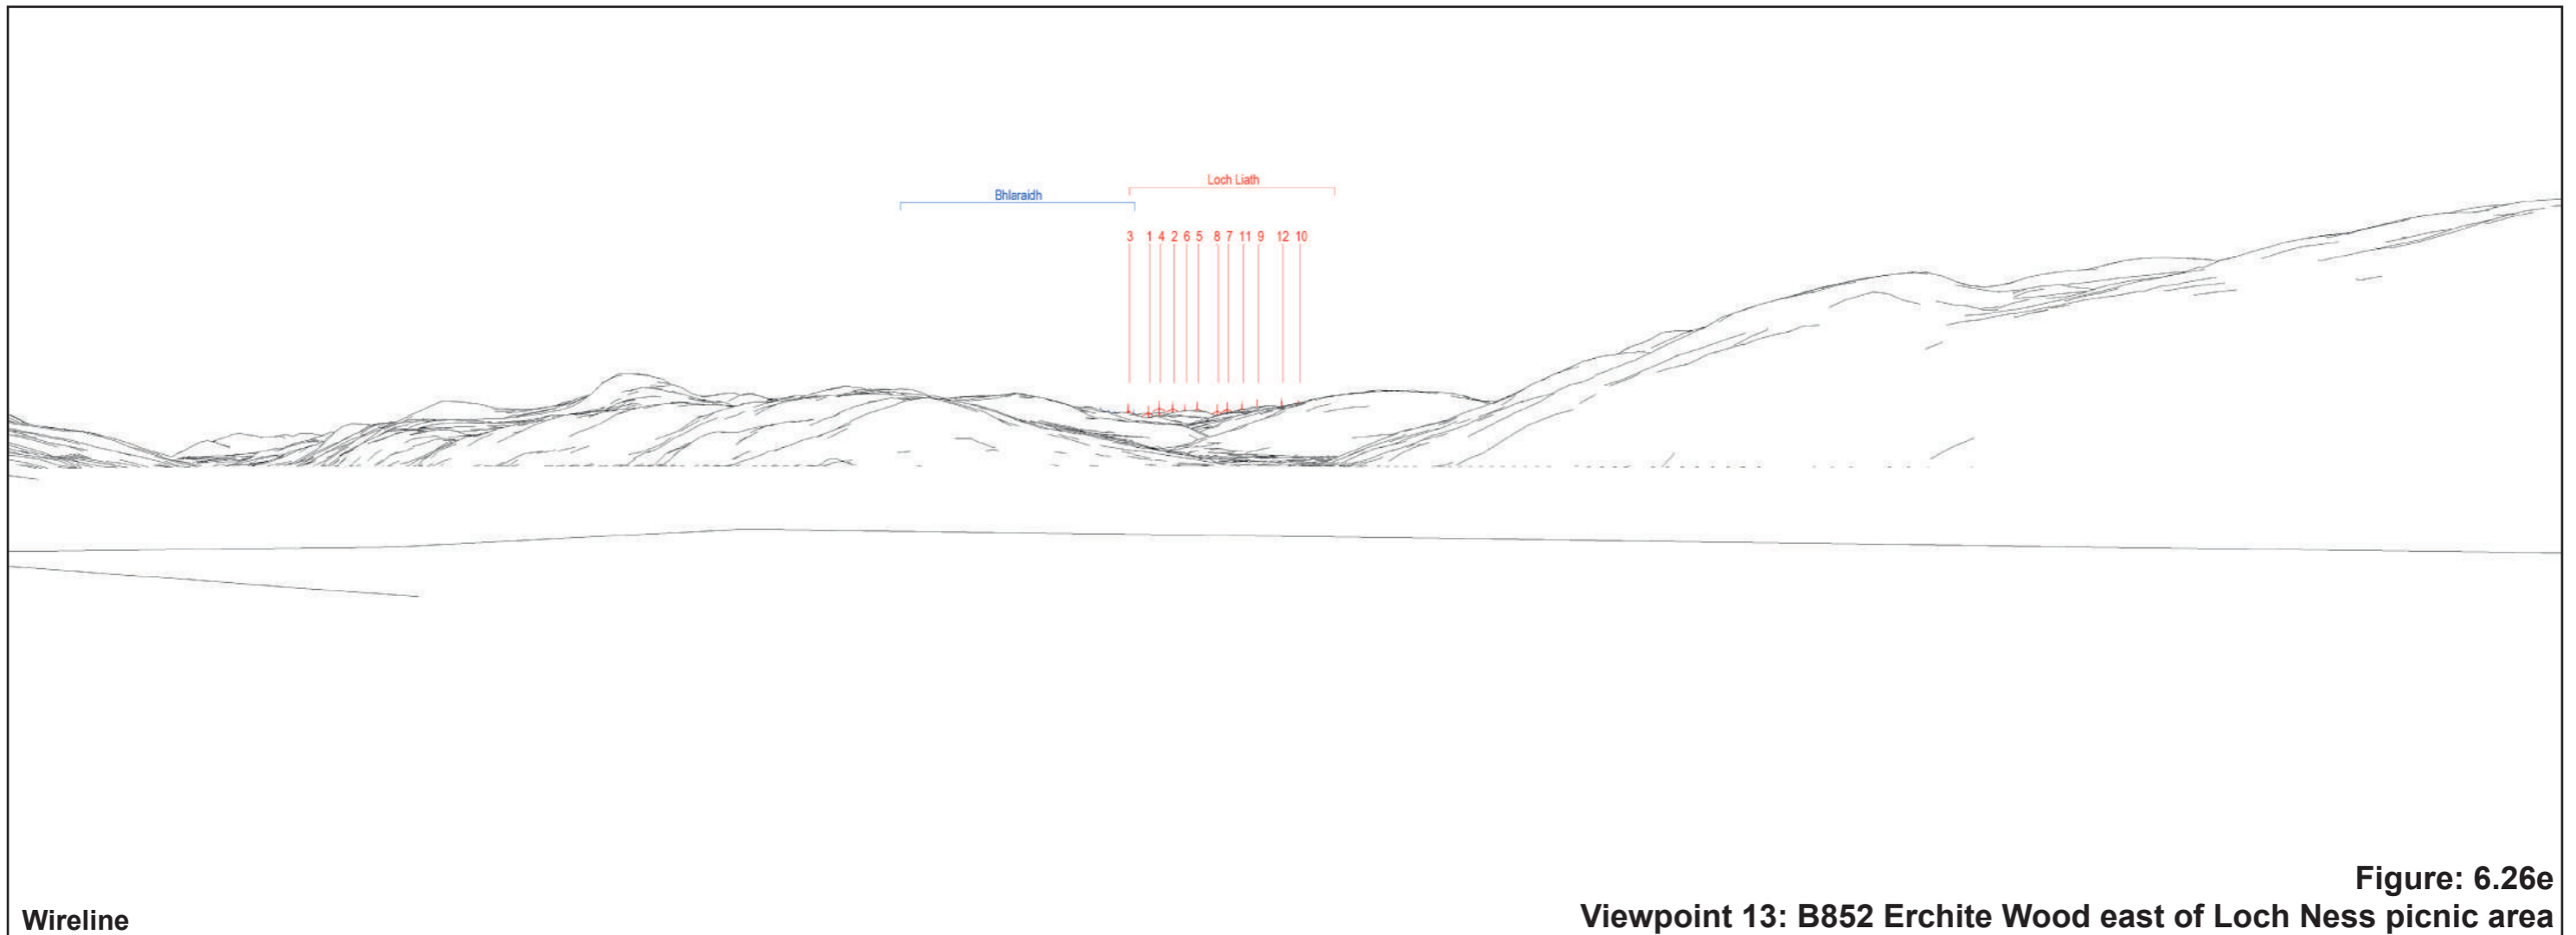 Loch Liath
Bhlaraidh
3 1 4 2 6 5 8 7 11 9 12 10
Figure: 6.26e
Wireline
Viewpoint 13: B852 Erchite Wood east of Loch Ness picnic area